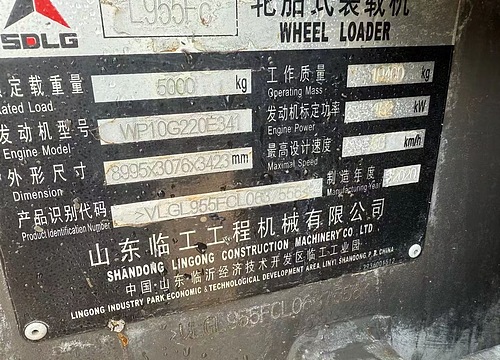 L955FC 轮胎式装载机
SDLG WHEEL LOADER
定载重量 5000 kg 工作质量 kg
Rated Load Operating Mass
发动机型号 WP10G220E341 发动机标定功率 kW
Engine Model Engine Power
外形尺寸 8995x3076x3423 mm 最高设计速度 km/h
Dimension Maximal Speed
产品识别代码 制造年度 2020
Product Identification Number Manufacturing Year
山东临工工程机械有限公司
SHANDONG LINGONG CONSTRUCTION MACHINERY CO.,LTD
中国·山东·临沂经济技术开发区临工工业园
LINGONG INDUSTRY PARK ECONOMIC & TECHNOLOGICAL DEVELOPMENT AREA LINYI SHANDONG P.R.CHINA